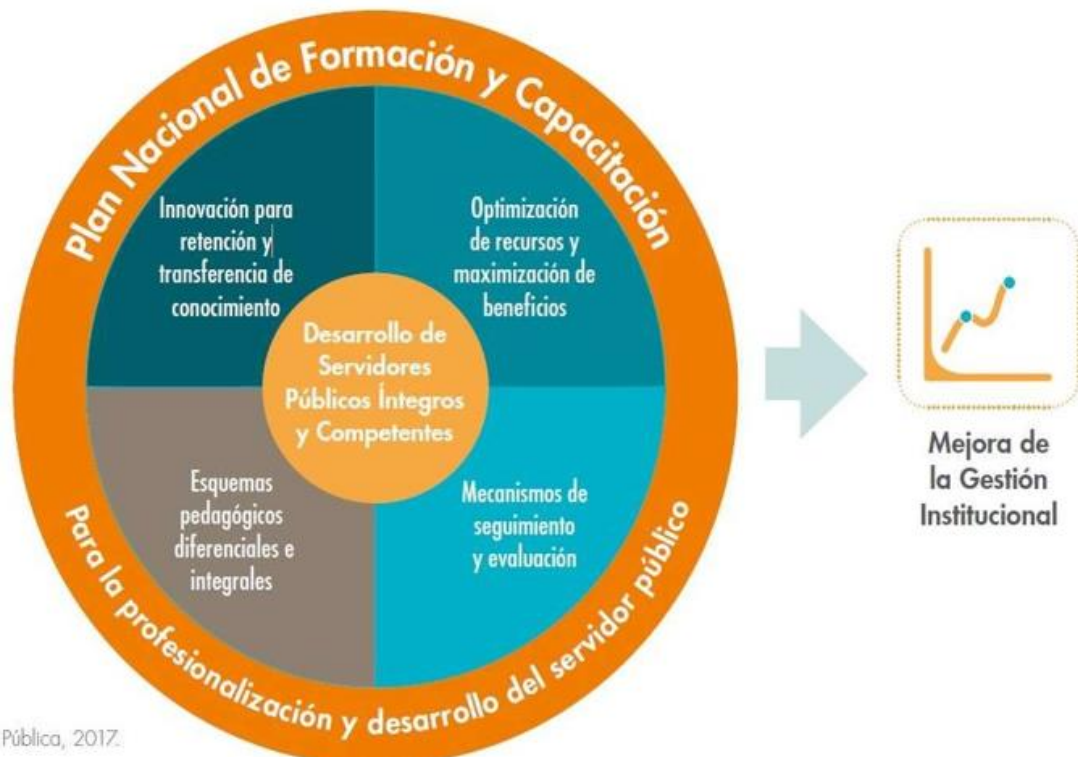 Plan Nacional de Formación y Capacitación
Innovación para
retención y
transferencia de
conocimiento
Optimización
de recursos y
maximización de
beneficios
Desarrollo de
Servidores
Públicos Íntegros
y Competentes
Esquemas
pedagógicos
diferenciales e
integrales
Mecanismos de
seguimiento
y evaluación
Para la profesionalización y desarrollo del servidor público
Mejora de
la Gestión
Institucional
Pública, 2017.